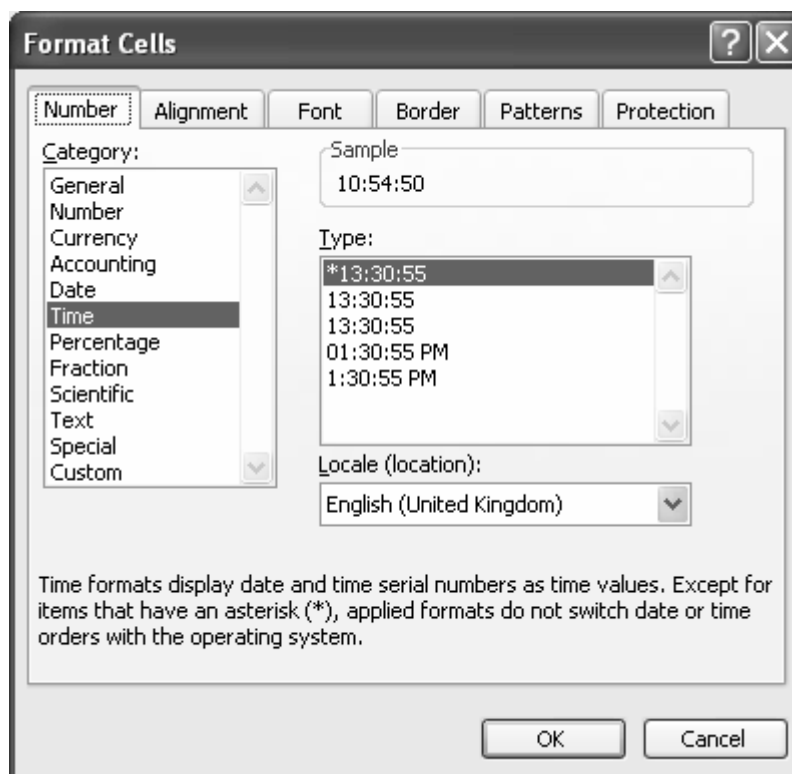 Format Cells
Number Alignment Font Border Patterns Protection
Category:
General
Number
Currency
Accounting
Date
Time
Percentage
Fraction
Scientific
Text
Special
Custom
Sample
10:54:50
Type:
*13:30:55
13:30:55
13:30:55
01:30:55 PM
1:30:55 PM
Locale (location):
English (United Kingdom)
Time formats display date and time serial numbers as time values. Except for
items that have an asterisk (*), applied formats do not switch date or time
orders with the operating system.
OK Cancel